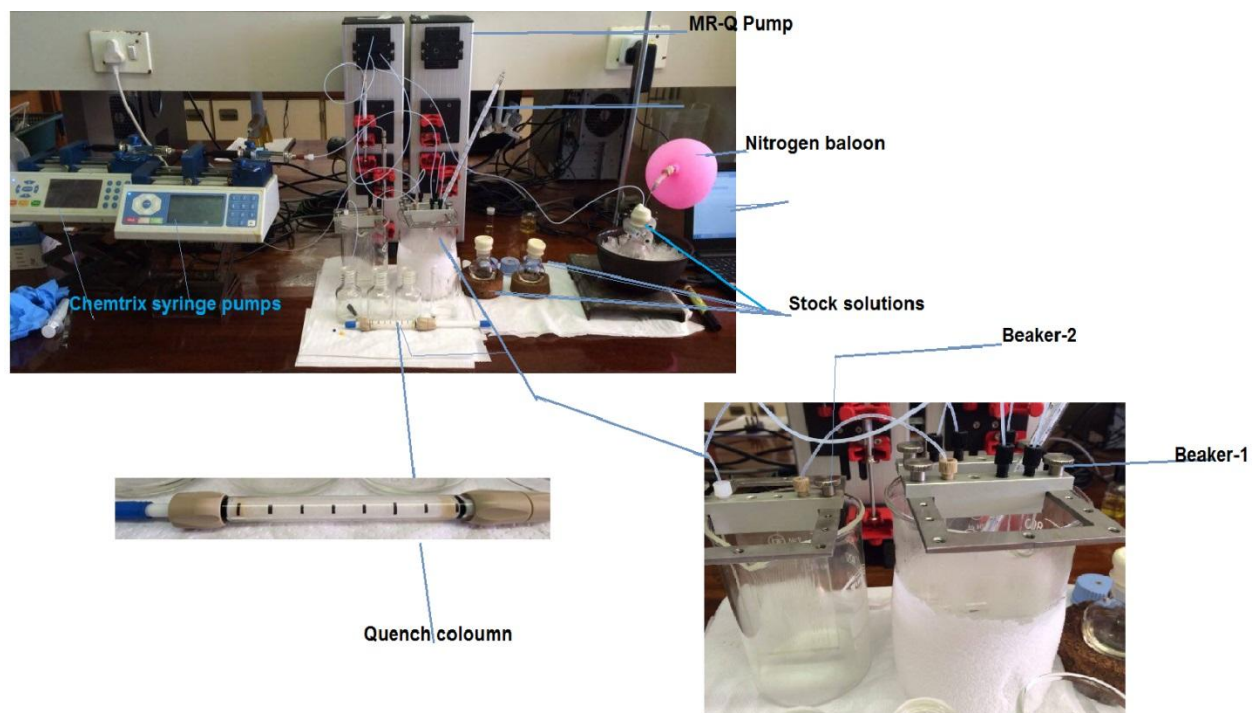 MR-Q Pump
Nitrogen baloon
Chemtrix syringe pumps
Stock solutions
Beaker-2
Beaker-1
Quench coloumn